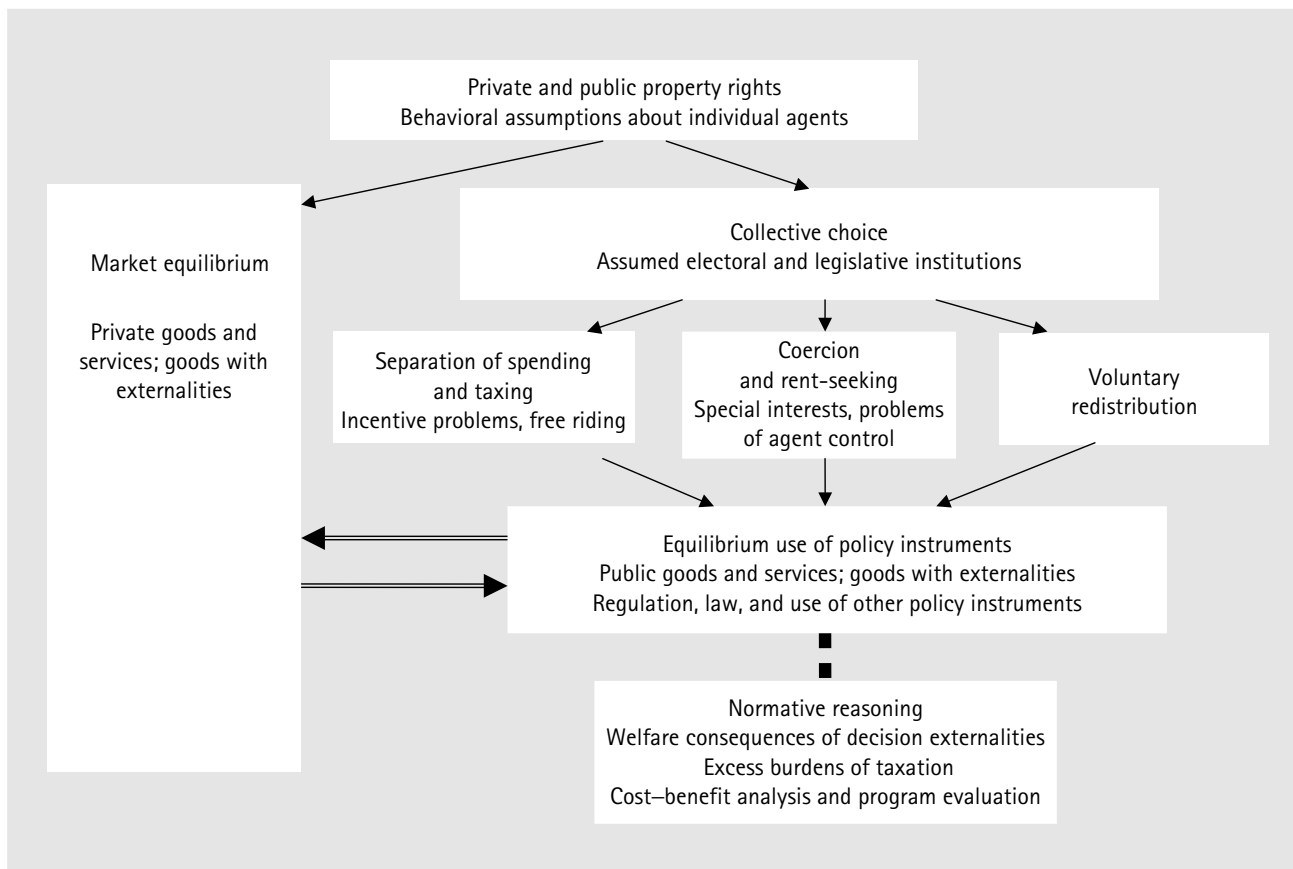 Private and public property rights
Behavioral assumptions about individual agents
Market equilibrium
Private goods and
services; goods with
externalities
Collective choice
Assumed electoral and legislative institutions
Separation of spending
and taxing
Incentive problems, free riding
Coercion
and rent-seeking
Special interests, problems
of agent control
Voluntary
redistribution
Equilibrium use of policy instruments
Public goods and services; goods with externalities
Regulation, law, and use of other policy instruments
Normative reasoning
Welfare consequences of decision externalities
Excess burdens of taxation
Cost–benefit analysis and program evaluation